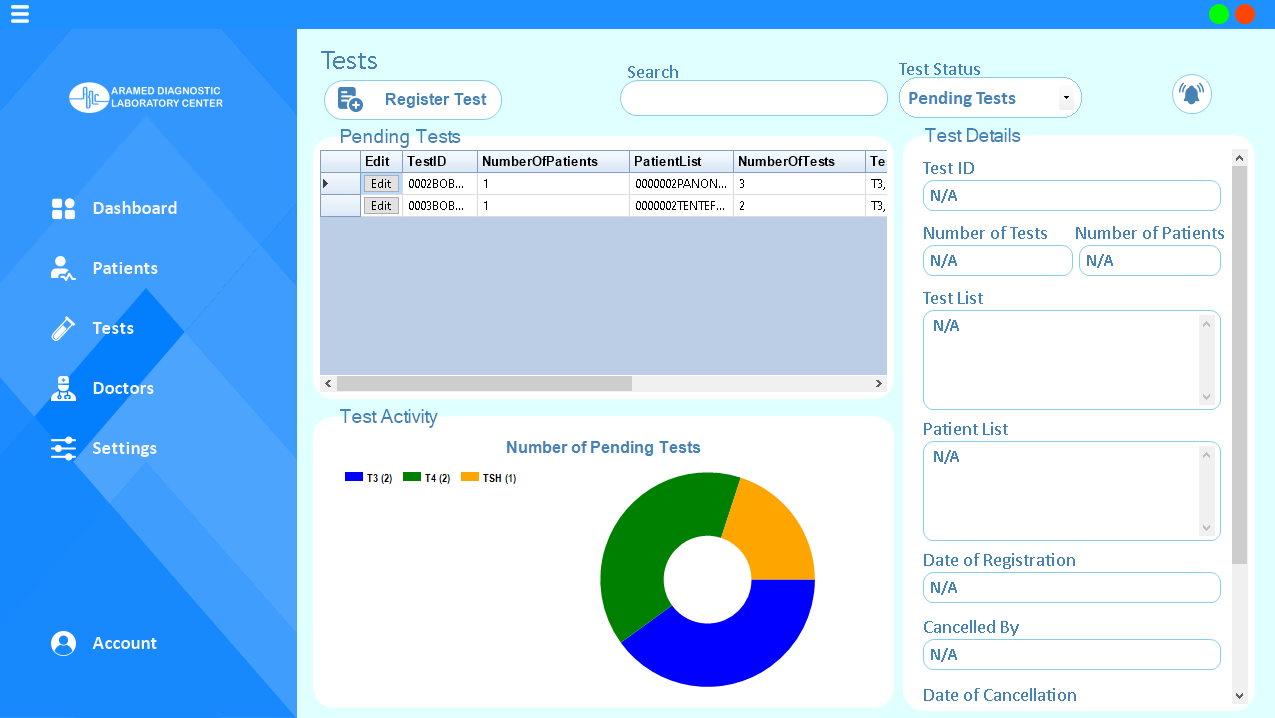 ARAMED DIAGNOSTIC
LABORATORY CENTER
Dashboard
Patients
Tests
Doctors
Settings
Account
Tests
Register Test
Search
Test Status
Pending Tests
Pending Tests
Edit TestID NumberOfPatients PatientList NumberOfTests Te
Edit 0002BOB... 1 0000002PANON... 3 T3,
Edit 0003BOB... 1 0000002TENTEF... 2 T3,
Test Activity
Number of Pending Tests
T3 (2) T4 (2) TSH (1)
Test Details
Test ID
N/A
Number of Tests Number of Patients
N/A N/A
Test List
N/A
Patient List
N/A
Date of Registration
N/A
Cancelled By
N/A
Date of Cancellation